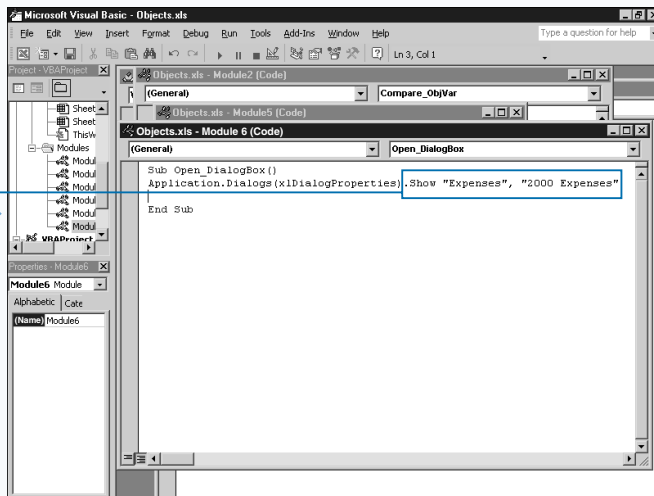 Microsoft Visual Basic - Objects.xls
File Edit View Insert Format Debug Run Tools Add-Ins Window Help
Type a question for help
Ln 3, Col 1
Project - VBAProject
Objects.xls - Module2 (Code)
(General) Compare_ObjVar
Objects.xls - Module5 (Code)
Objects.xls - Module 6 (Code)
(General) Open_DialogBox
Sheet
Sheet
ThisW
Modules
Modul
Modul
Modul
Modul
Modul
Modul
VBAProject
Sub Open_DialogBox()
Application.Dialogs(xlDialogProperties).Show "Expenses", "2000 Expenses"
End Sub
Properties - Module6
Module6 Module
Alphabetic Cate
(Name) Module6